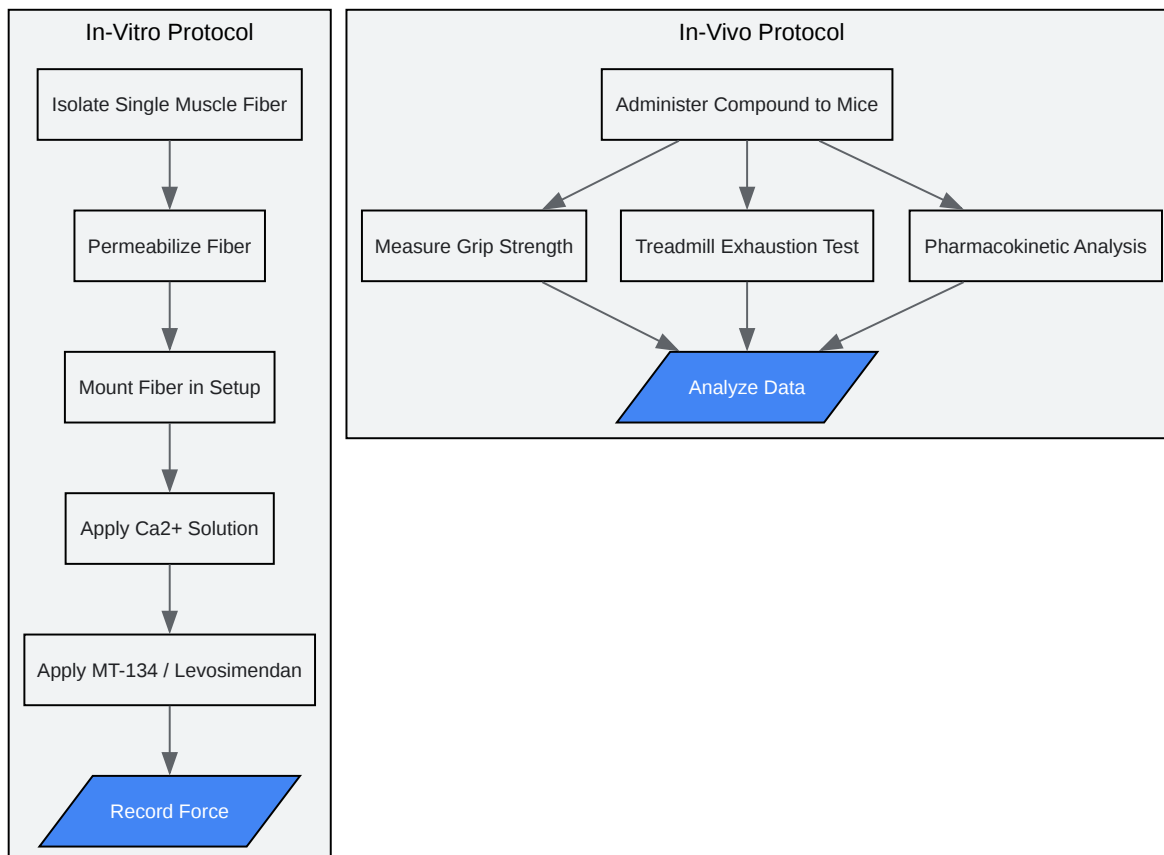 In-Vitro Protocol
Isolate Single Muscle Fiber
Permeabilize Fiber
Mount Fiber in Setup
Apply Ca2+ Solution
Apply MT-134 / Levosimendan
Record Force
In-Vivo Protocol
Administer Compound to Mice
Measure Grip Strength
Treadmill Exhaustion Test
Pharmacokinetic Analysis
Analyze Data